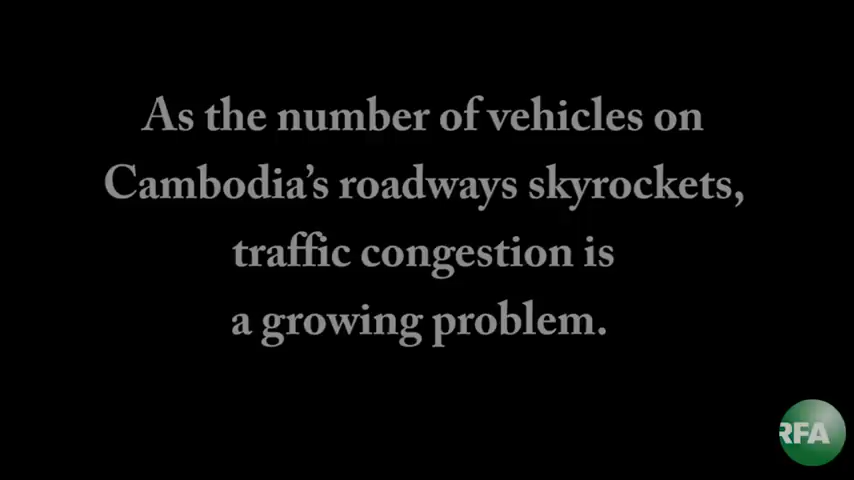 As the number of vehicles on
Cambodia’s roadways skyrockets,
traffic congestion is
a growing problem.
RFA